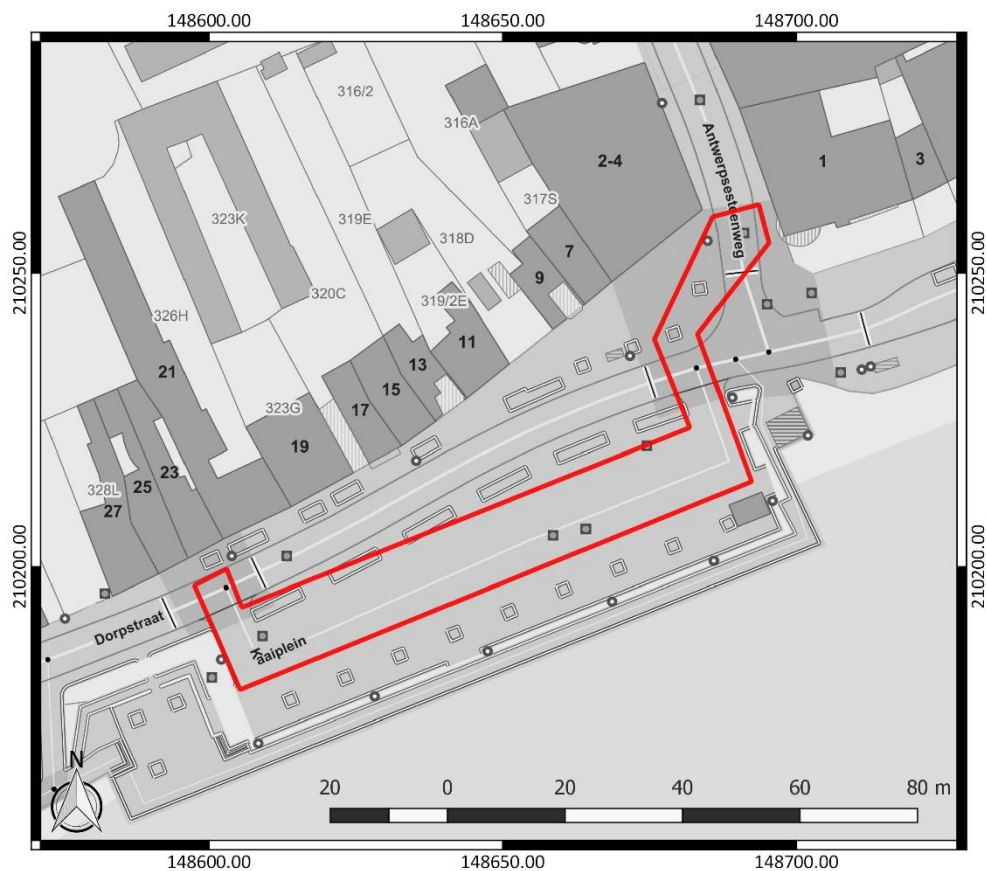 148600.00 148650.00 148700.00
316/2
316A
2-4
Antwerpsesteenweg
1
3
323K
319E
317S
318D
7
9
210250.00
210250.00
320C
319/2E
326H
11
13
21
15
323G
17
19
23
328L
25
27
210200.00
210200.00
Dorpstraat
Kaaiplein
N
20 0 20 40 60 80 m
148600.00 148650.00 148700.00